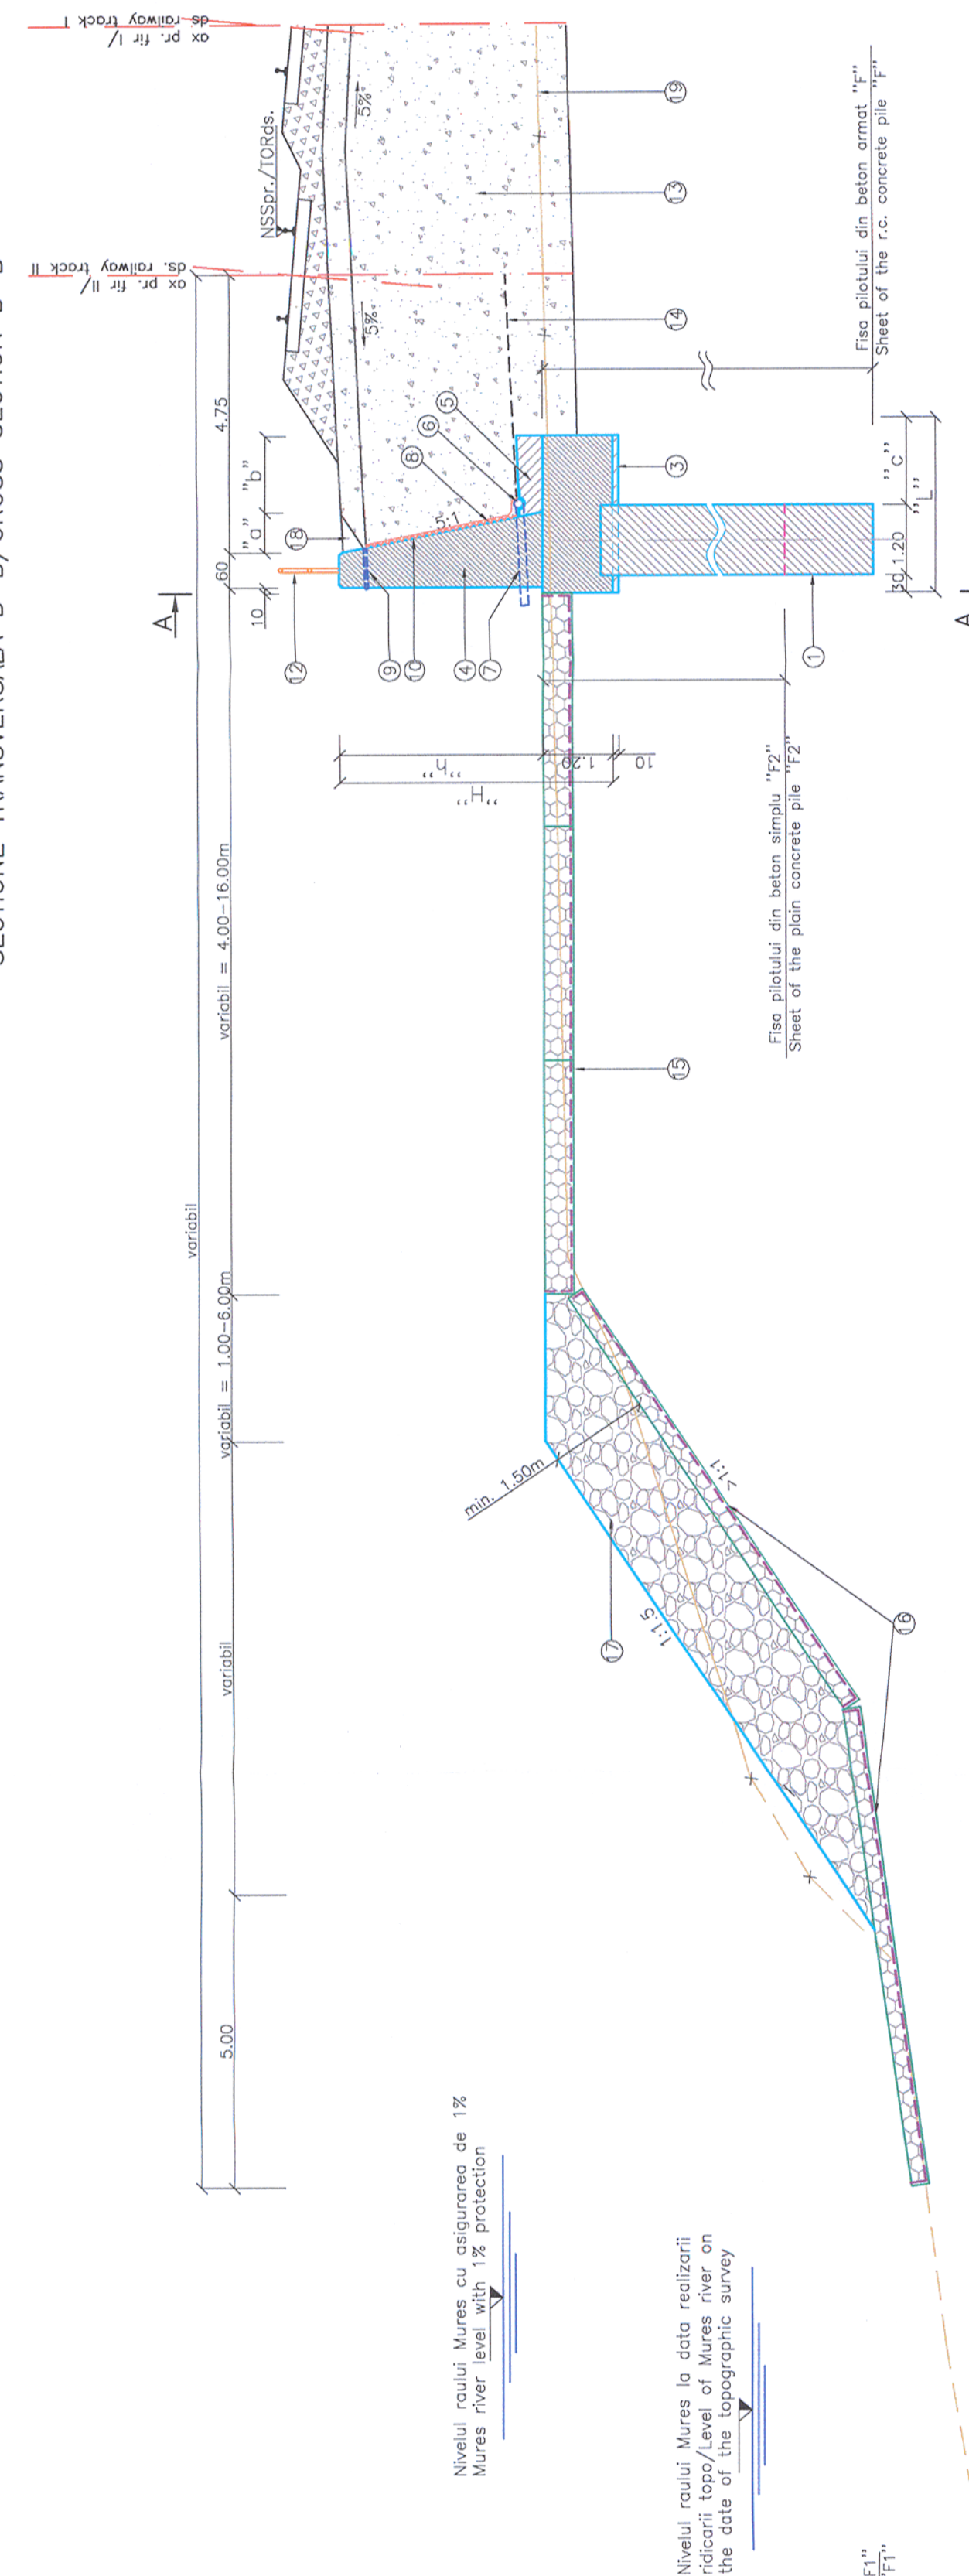 ax pr. fir I/
ds railway track I
ax pr. fir II/
ds. railway track II
NSSpr./TORds.
5%
5%
variabil
4.75
60
"a"
"b"
10
variabil = 4.00-16.00m
variabil = 1.00-6.00m
variabil
5.00
A
A
12
18
9
10
4
7
8
6
5
14
13
19
3
1
15
16
17
5:1
"H"
"h"
1.20
10
30
1.20
"c"
"L"
Fisa pilotului din beton armat "F"
Sheet of the r.c. concrete pile "F"
Fisa pilotului din beton simplu "F2"
Sheet of the plain concrete pile "F2"
min. 1.50m
1:1.5
>1:1
Nivelul raului Mures cu asigurarea de 1%
Mures river level with 1% protection
Nivelul raului Mures la data realizarii
ridicarii topo/Level of Mures river on
the date of the topographic survey
F1"
"F1"